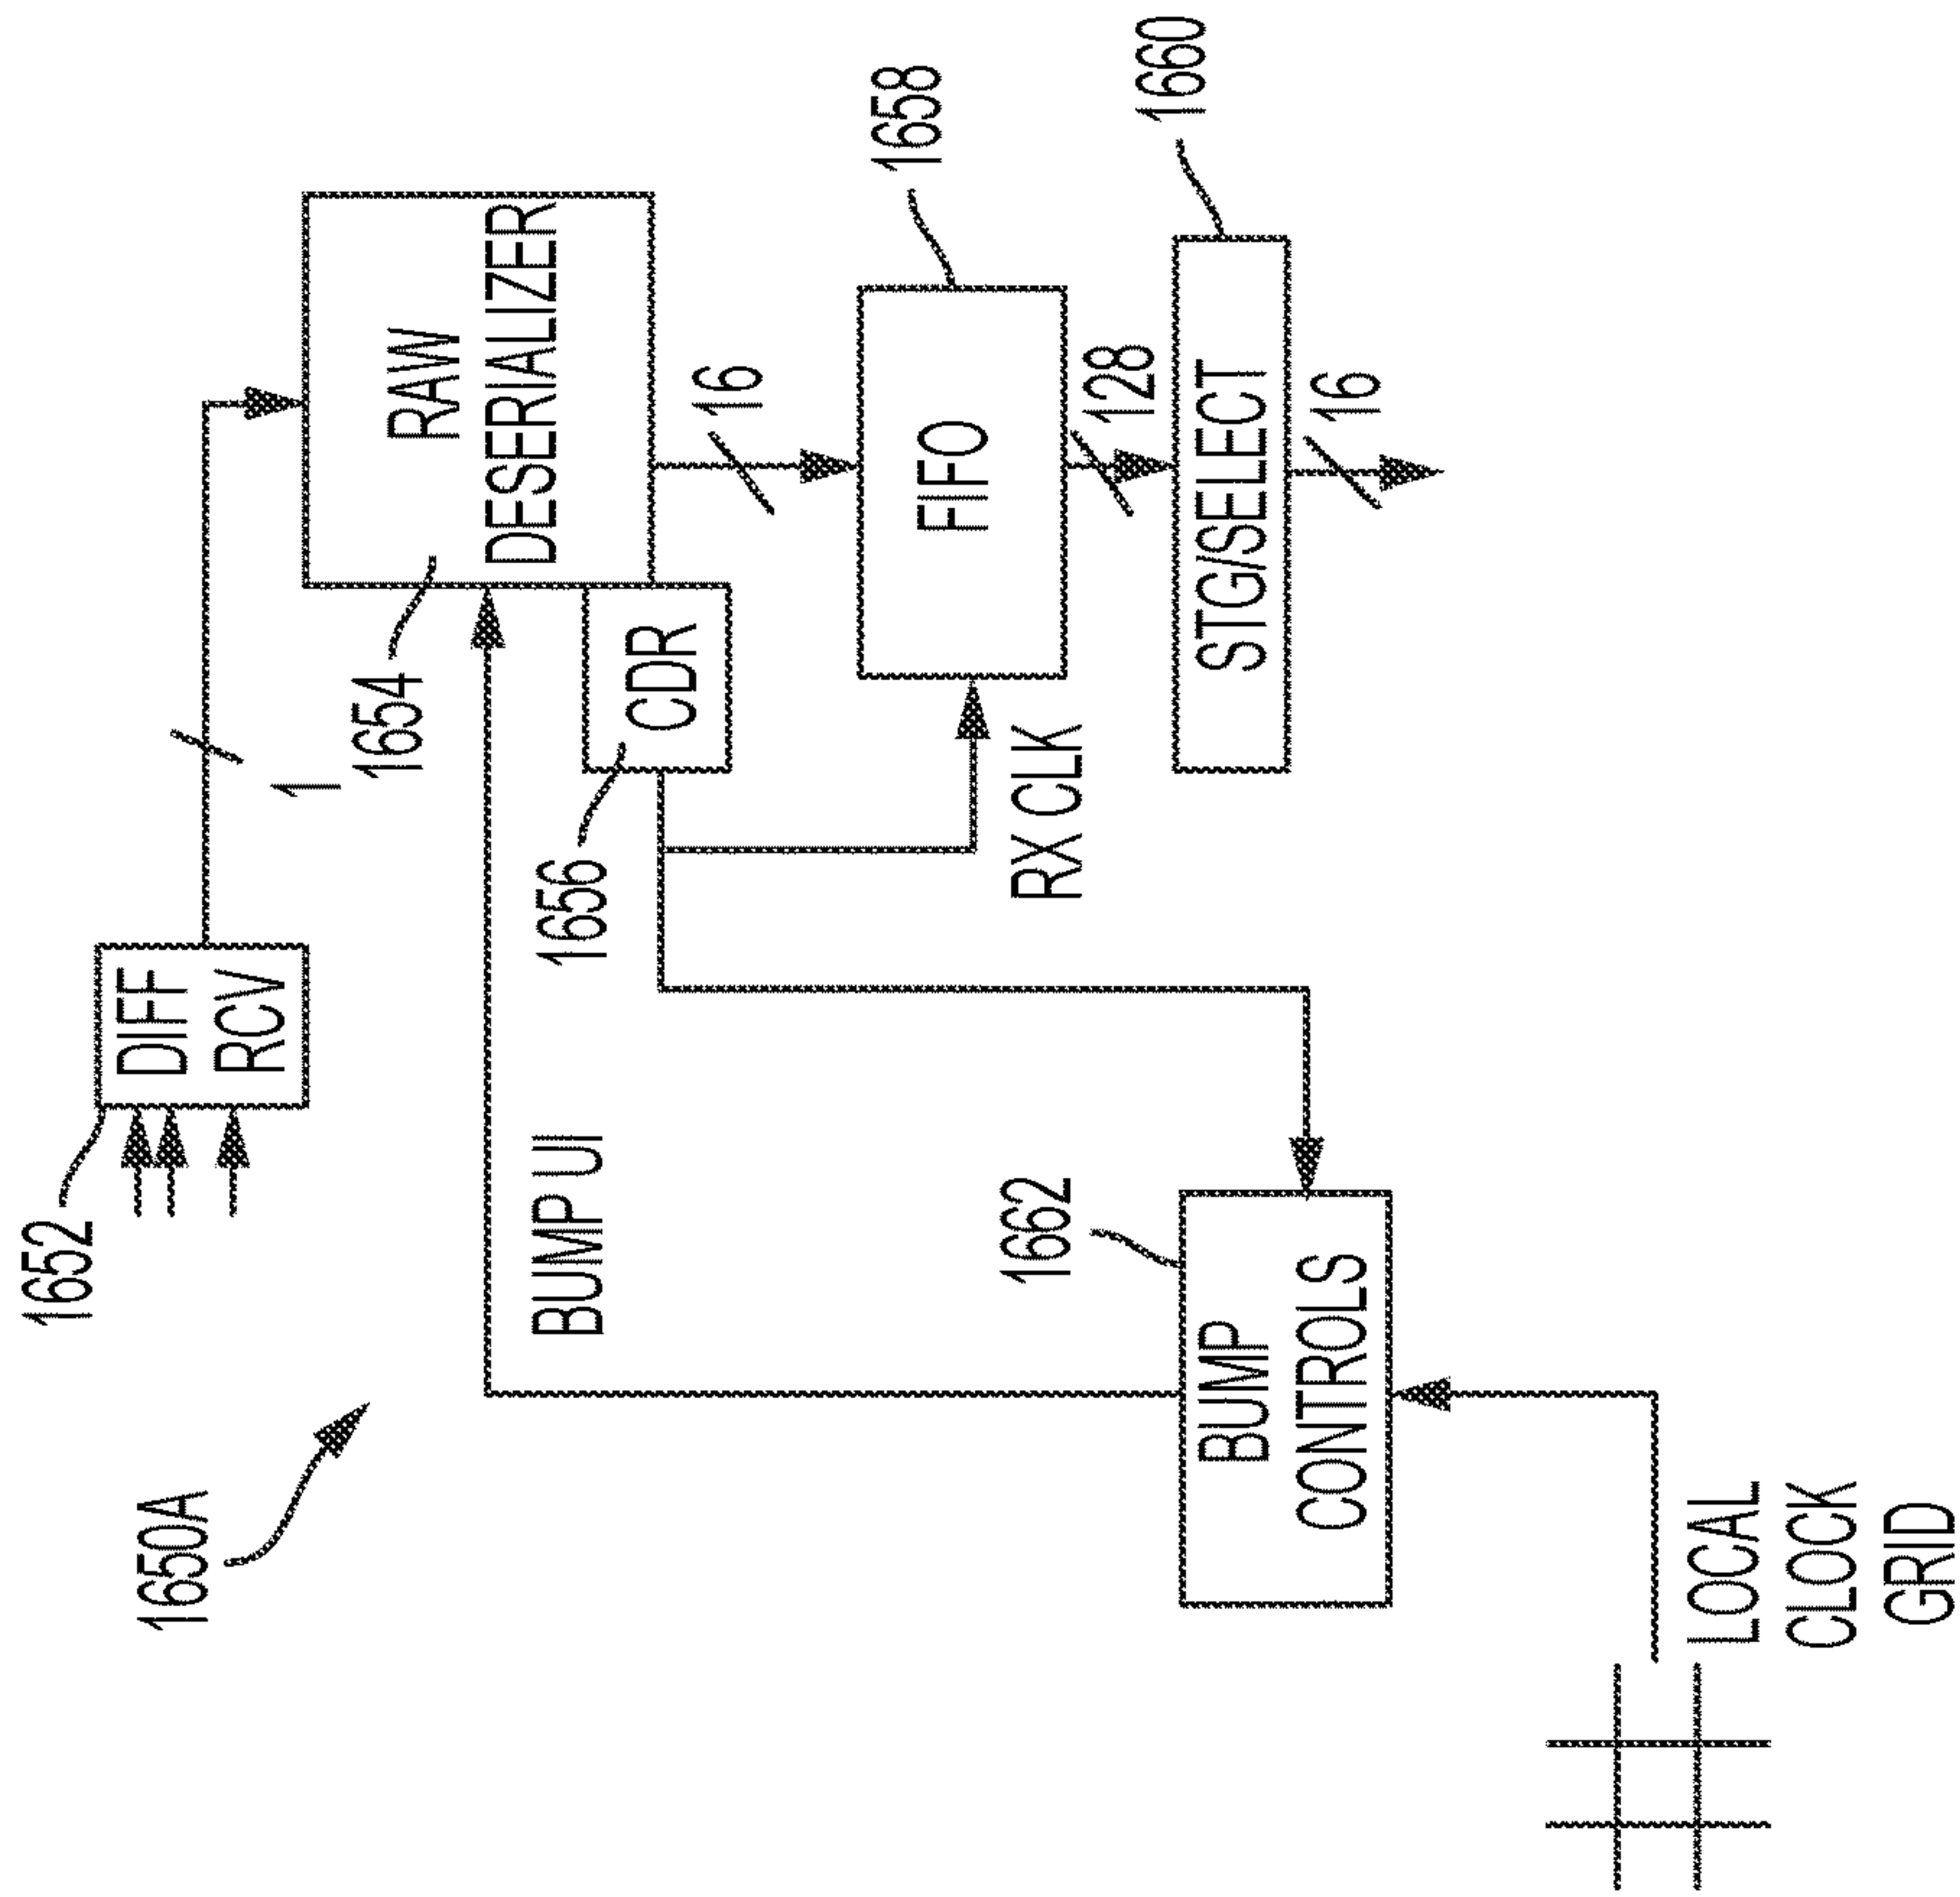 1650A
1652
DIFF
RCV
1
1654
RAW
DESERIALIZER
BUMP UI
1656
CDR
16
1658
FIFO
RX CLK
128
1660
STG/SELECT
16
1662
BUMP
CONTROLS
LOCAL
CLOCK
GRID